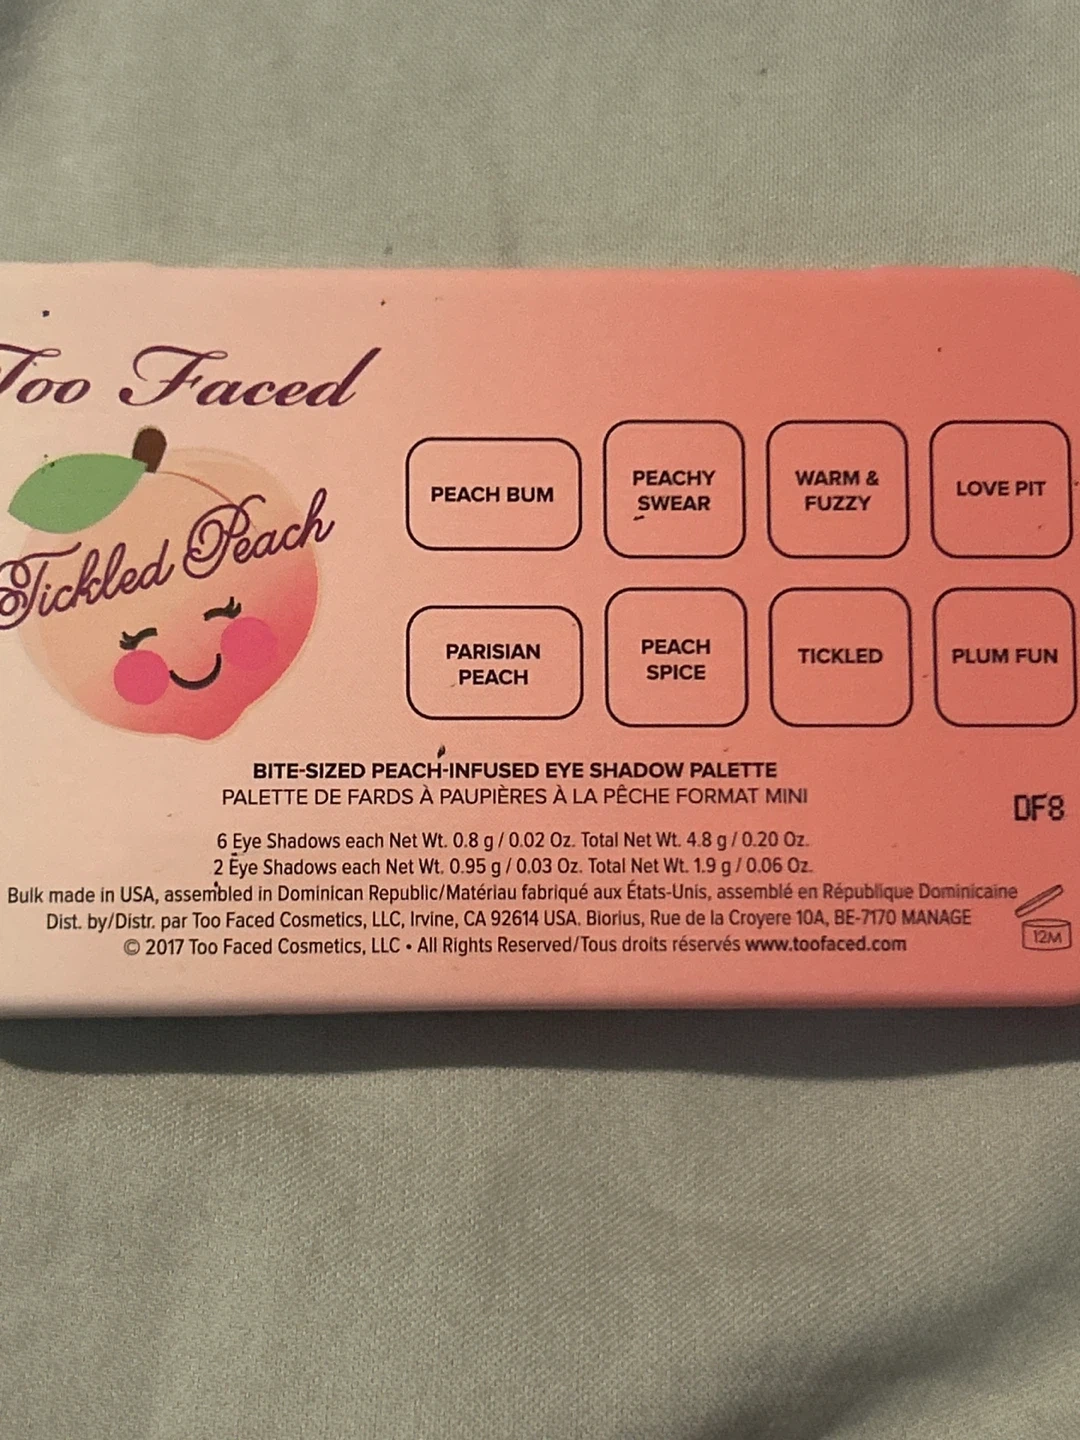 Too Faced
Tickled Peach
PEACH BUM
PEACHY
SWEAR
WARM &
FUZZY
LOVE PIT
PARISIAN
PEACH
PEACH
SPICE
TICKLED
PLUM FUN
BITE-SIZED PEACH-INFUSED EYE SHADOW PALETTE
PALETTE DE FARDS À PAUPIÈRES À LA PÊCHE FORMAT MINI
DF8
6 Eye Shadows each Net Wt. 0.8 g / 0.02 Oz. Total Net Wt. 4.8 g / 0.20 Oz.
2 Eye Shadows each Net Wt. 0.95 g / 0.03 Oz. Total Net Wt. 1.9 g / 0.06 Oz.
Bulk made in USA, assembled in Dominican Republic/Matériau fabriqué aux États-Unis, assemblé en République Dominicaine
Dist. by/Distr. par Too Faced Cosmetics, LLC, Irvine, CA 92614 USA. Biorius, Rue de la Croyere 10A, BE-7170 MANAGE
© 2017 Too Faced Cosmetics, LLC • All Rights Reserved/Tous droits réservés www.toofaced.com
12M